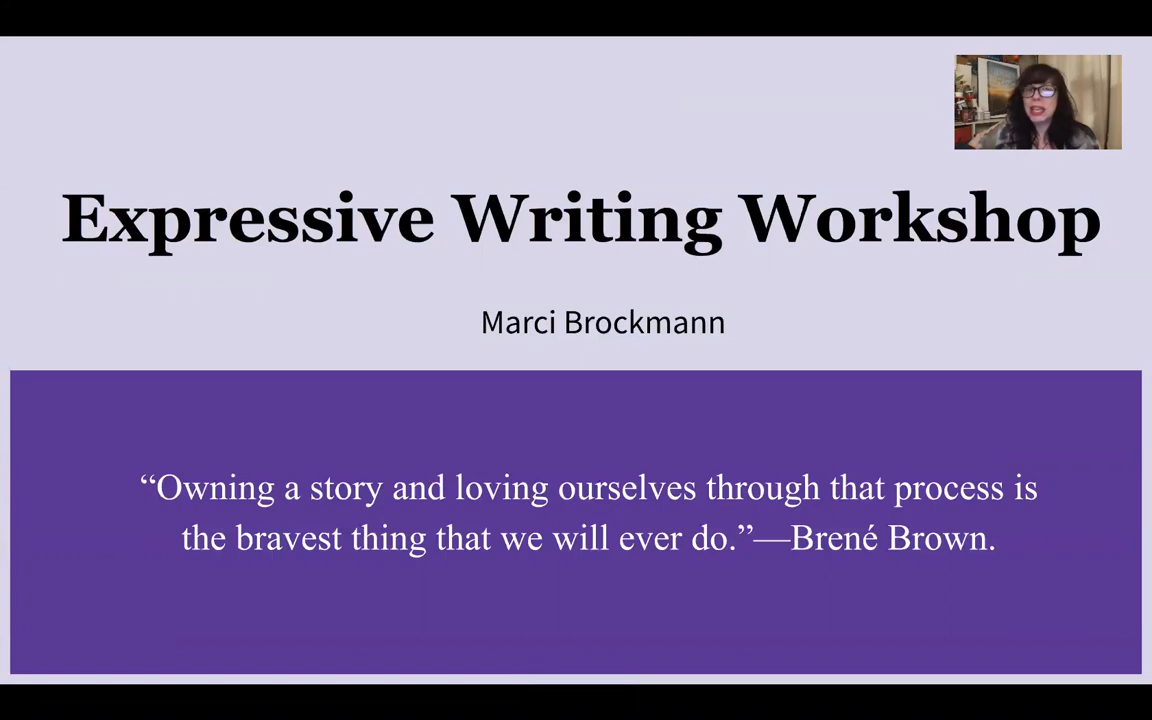 Expressive Writing Workshop
Marci Brockmann
“Owning a story and loving ourselves through that process is
the bravest thing that we will ever do.”—Brené Brown.